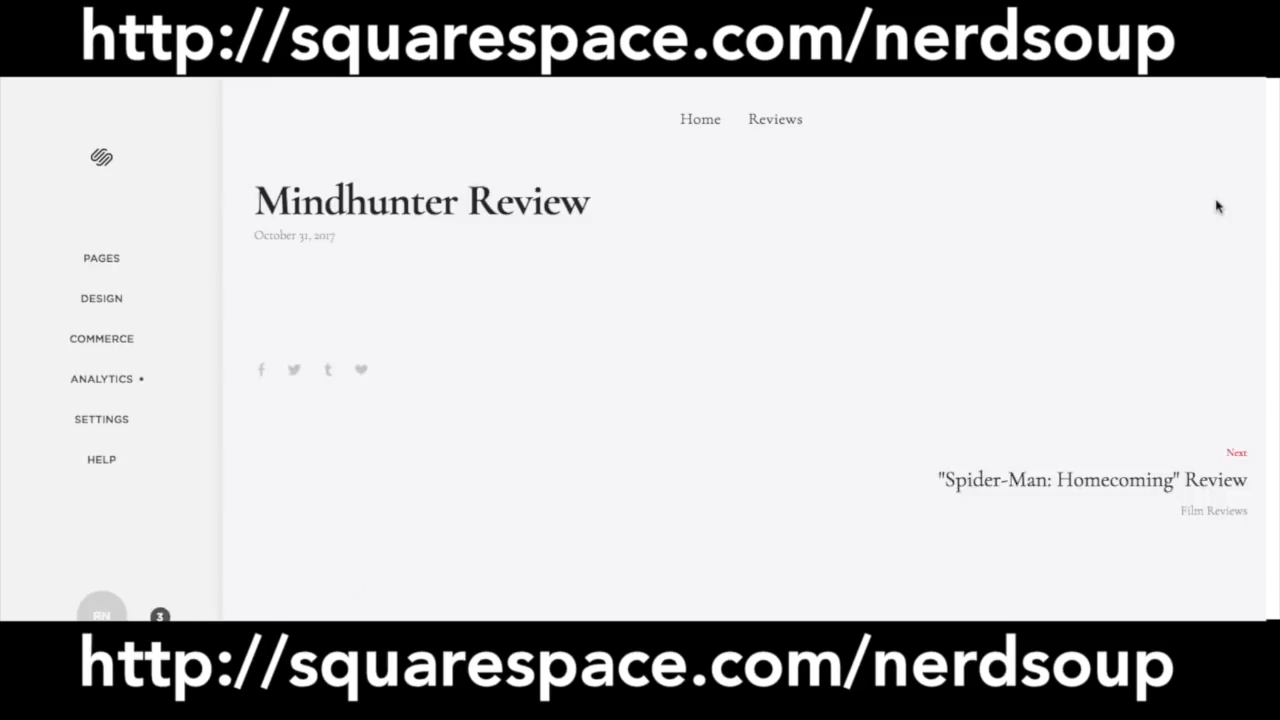 http://squarespace.com/nerdsoup
Home Reviews
Mindhunter Review
October 31, 2017
PAGES
DESIGN
COMMERCE
ANALYTICS •
SETTINGS
HELP
Next
"Spider-Man: Homecoming" Review
Film Reviews
RN
3
http://squarespace.com/nerdsoup